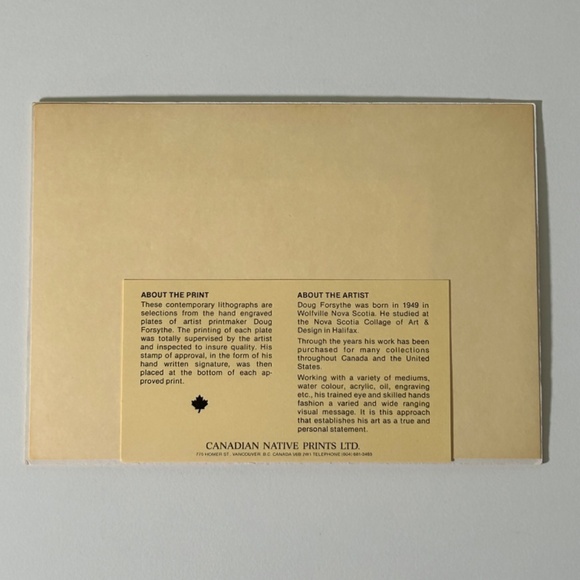 ABOUT THE PRINT
These contemporary lithographs are
selections from the hand engraved
plates of artist printmaker Doug
Forsythe. The printing of each plate
was totally supervised by the artist
and inspected to insure quality. His
stamp of approval, in the form of his
hand written signature, was then
placed at the bottom of each ap-
proved print.
ABOUT THE ARTIST
Doug Forsythe was born in 1949 in
Wolfville Nova Scotia. He studied at
the Nova Scotia Collage of Art &
Design in Halifax.
Through the years his work has been
purchased for many collections
throughout Canada and the United
States.
Working with a variety of mediums,
water colour, acrylic, oil, engraving
etc., his trained eye and skilled hands
fashion a varied and wide ranging
visual message. It is this approach
that establishes his art as a true and
personal statement.
CANADIAN NATIVE PRINTS LTD.
775 HOMER ST. VANCOUVER B.C. CANADA TELEPHONE (604)